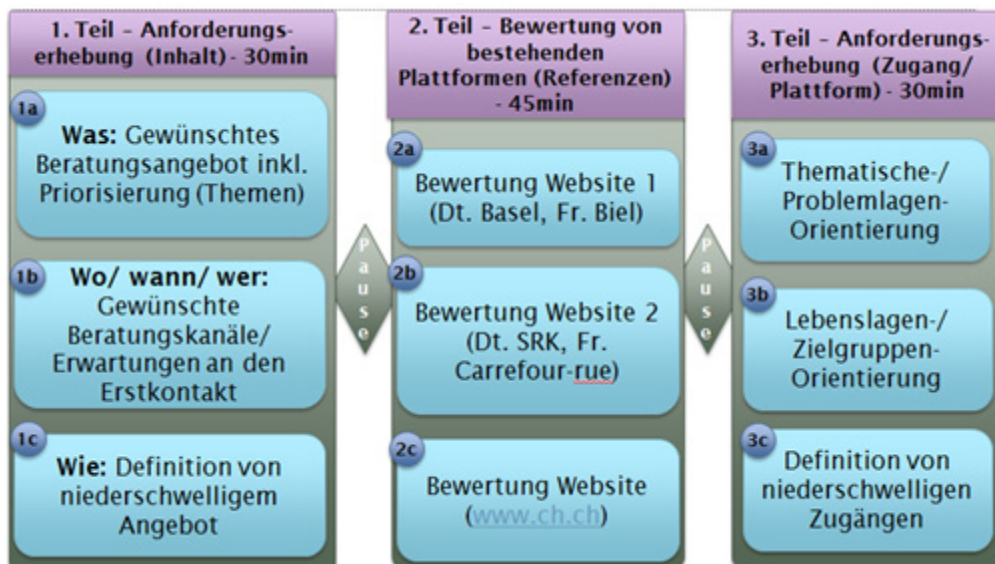 1. Teil – Anforderungs-
erhebung (Inhalt) - 30min
1a
Was: Gewünschtes
Beratungsangebot inkl.
Priorisierung (Themen)
1b
Wo/ wann/ wer:
Gewünschte
Beratungskanäle/
Erwartungen an den
Erstkontakt
1c
Wie: Definition von
niederschwelligem
Angebot
Pause
2. Teil – Bewertung von
bestehenden
Plattformen (Referenzen)
- 45min
2a
Bewertung Website 1
(Dt. Basel, Fr. Biel)
2b
Bewertung Website 2
(Dt. SRK, Fr.
Carrefour-rue)
2c
Bewertung Website
(www.ch.ch)
Pause
3. Teil – Anforderungs-
erhebung (Zugang/
Plattform) - 30min
3a
Thematische-/
Problemlagen-
Orientierung
3b
Lebenslagen-/
Zielgruppen-
Orientierung
3c
Definition von
niederschwelligen
Zugängen